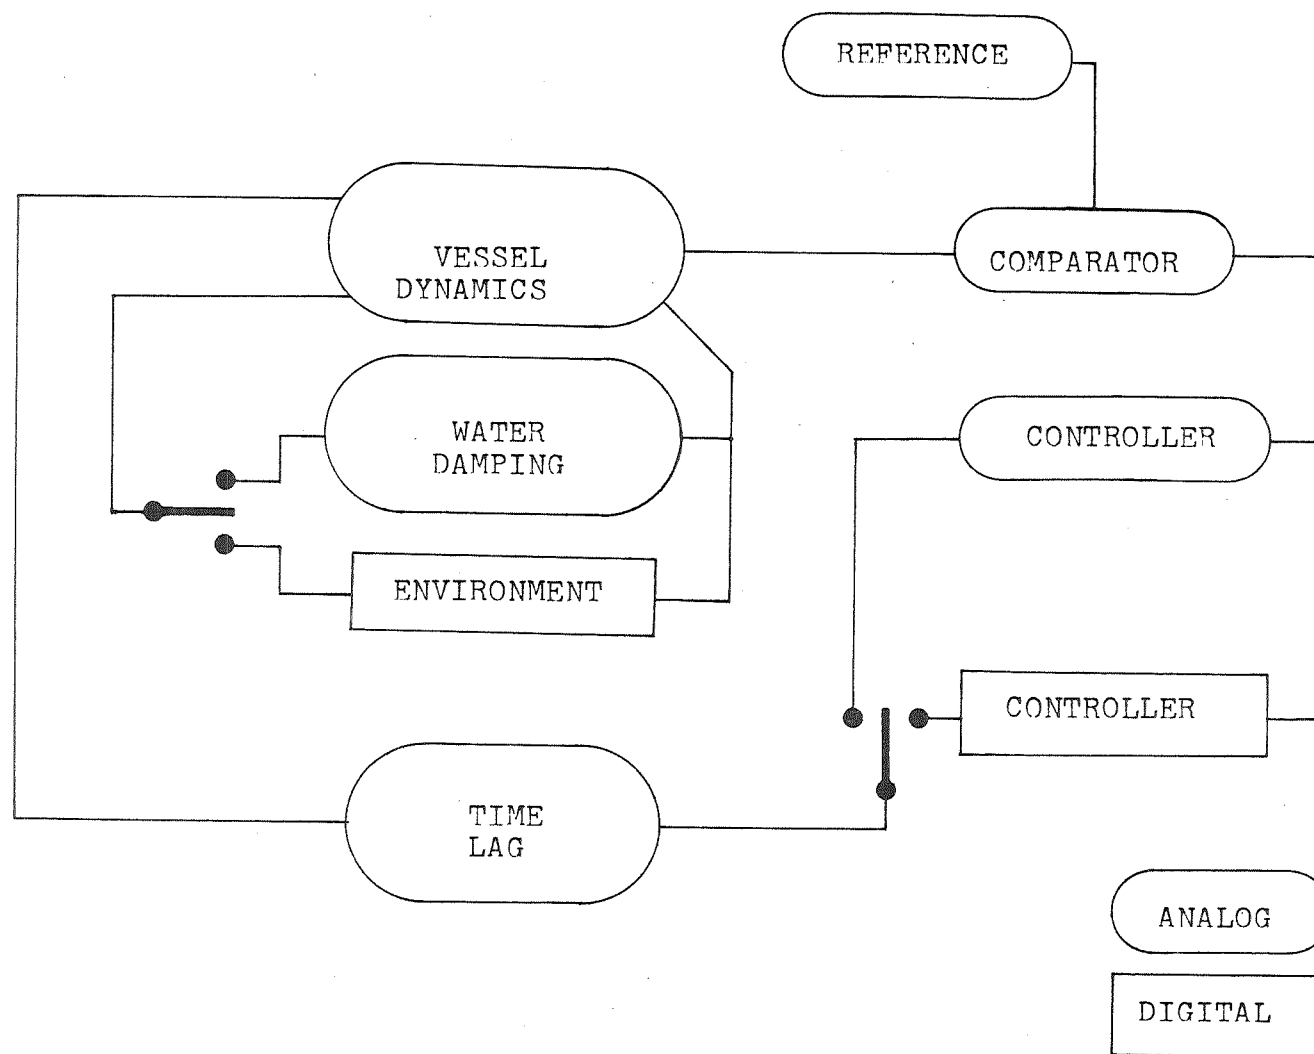 REFERENCE
VESSEL
DYNAMICS
COMPARATOR
WATER
DAMPING
CONTROLLER
ENVIRONMENT
CONTROLLER
TIME
LAG
ANALOG
DIGITAL